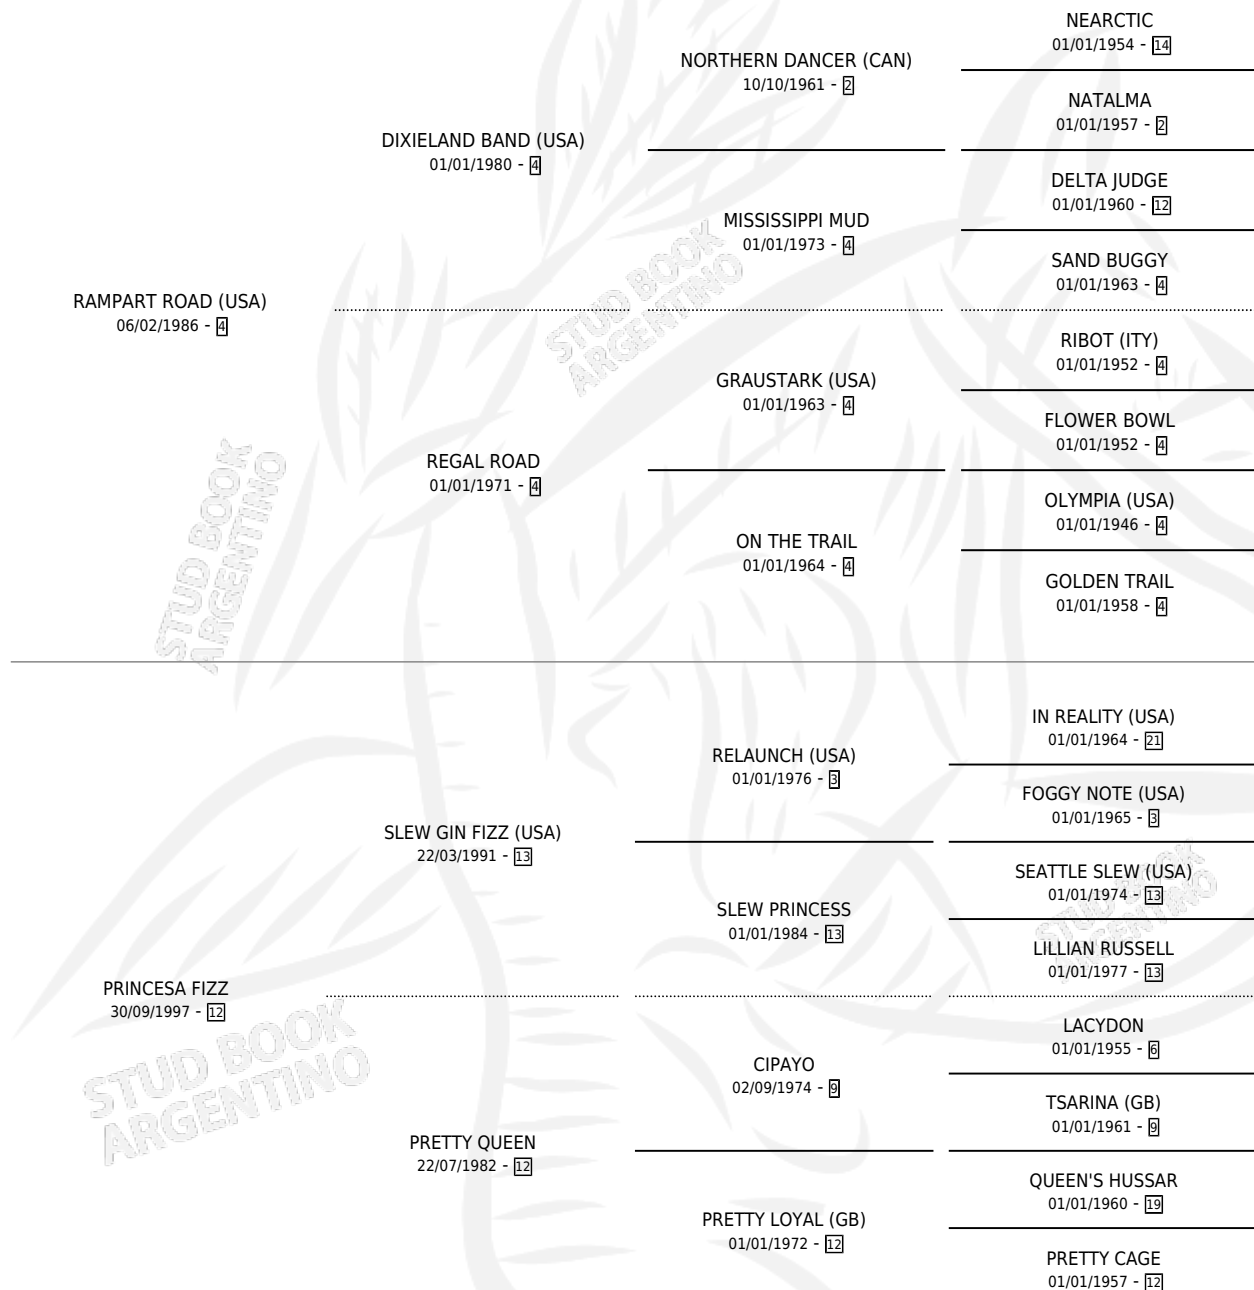 NEARCTIC
01/01/1954 - 14
NORTHERN DANCER (CAN)
10/10/1961 - 2
NATALMA
01/01/1957 - 2
DIXIELAND BAND (USA)
01/01/1980 - 4
DELTA JUDGE
01/01/1960 - 12
MISSISSIPPI MUD
01/01/1973 - 4
SAND BUGGY
01/01/1963 - 4
RAMPART ROAD (USA)
06/02/1986 - 4
RIBOT (ITY)
01/01/1952 - 4
GRAUSTARK (USA)
01/01/1963 - 4
FLOWER BOWL
01/01/1952 - 4
REGAL ROAD
01/01/1971 - 4
OLYMPIA (USA)
01/01/1946 - 4
ON THE TRAIL
01/01/1964 - 4
GOLDEN TRAIL
01/01/1958 - 4
IN REALITY (USA)
01/01/1964 - 21
RELAUNCH (USA)
01/01/1976 - 3
FOGGY NOTE (USA)
01/01/1965 - 3
SLEW GIN FIZZ (USA)
22/03/1991 - 13
SEATTLE SLEW (USA)
01/01/1974 - 13
SLEW PRINCESS
01/01/1984 - 13
LILLIAN RUSSELL
01/01/1977 - 13
PRINCESA FIZZ
30/09/1997 - 12
LACYDON
01/01/1955 - 6
CIPAYO
02/09/1974 - 9
TSARINA (GB)
01/01/1961 - 9
PRETTY QUEEN
22/07/1982 - 12
QUEEN'S HUSSAR
01/01/1960 - 19
PRETTY LOYAL (GB)
01/01/1972 - 12
PRETTY CAGE
01/01/1957 - 12
STUD BOOK
ARGENTINO
STUD BOOK
ARGENTINO
STUD BOOK
ARGENTINO
STUD BOOK
ARGENTINO